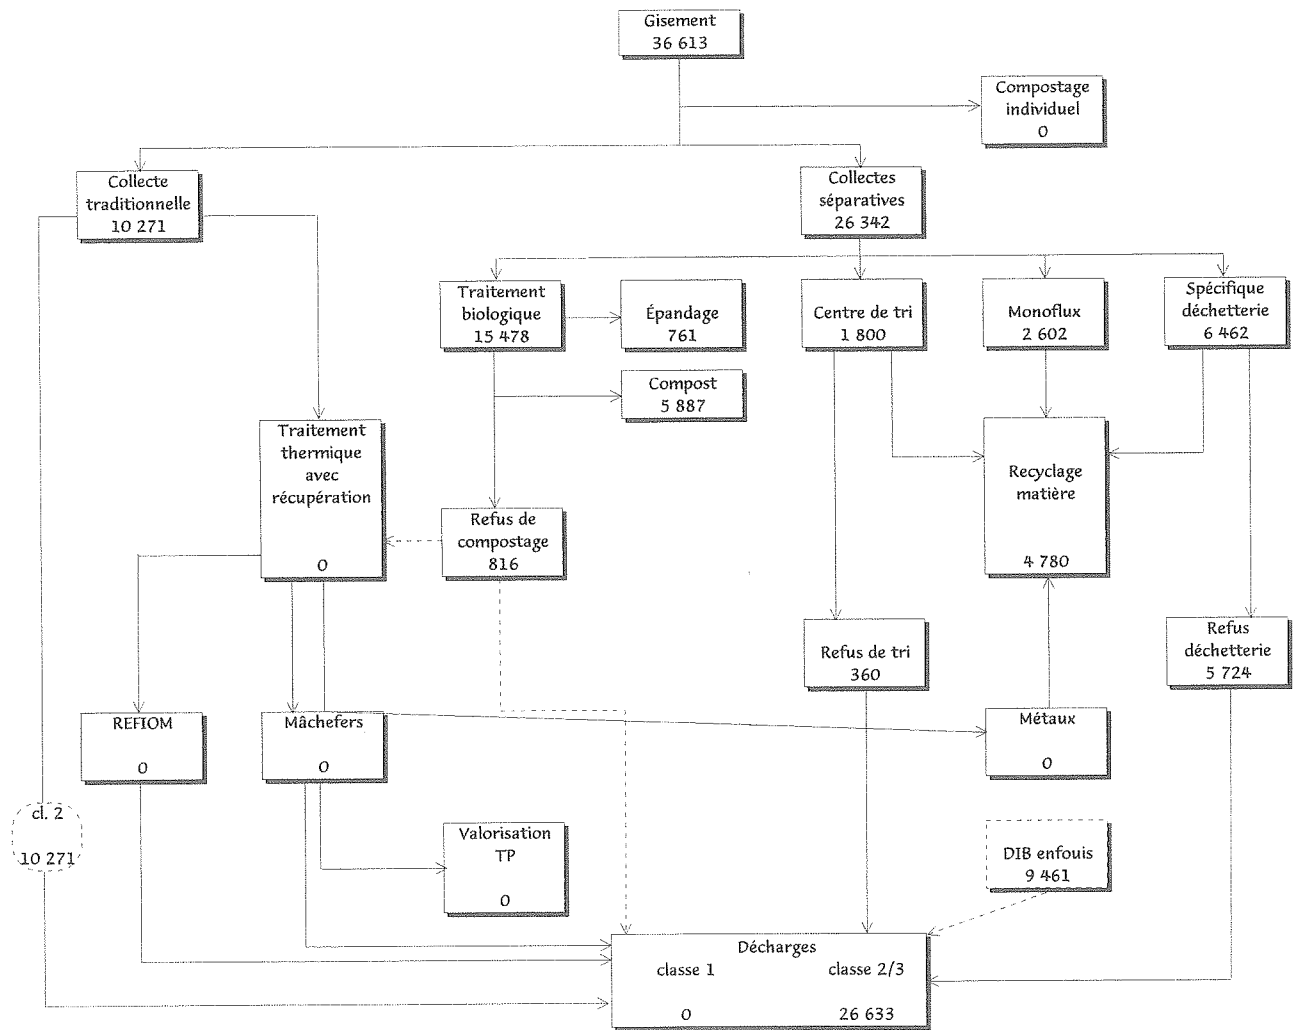 Gisement
36 613
Compostage
individuel
0
Collecte
traditionnelle
10 271
Collectes
séparatives
26 342
Traitement
biologique
15 478
Épandage
761
Centre de tri
1 800
Monoflux
2 602
Spécifique
déchetterie
6 462
Compost
5 887
Traitement
thermique
avec
récupération
0
Recyclage
matière
4 780
Refus de
compostage
816
Refus de tri
360
Refus
déchetterie
5 724
REFIOM
0
Mâchefers
0
Métaux
0
cl. 2
10 271
Valorisation
TP
0
DIB enfouis
9 461
Décharges
classe 1 classe 2/3
0 26 633